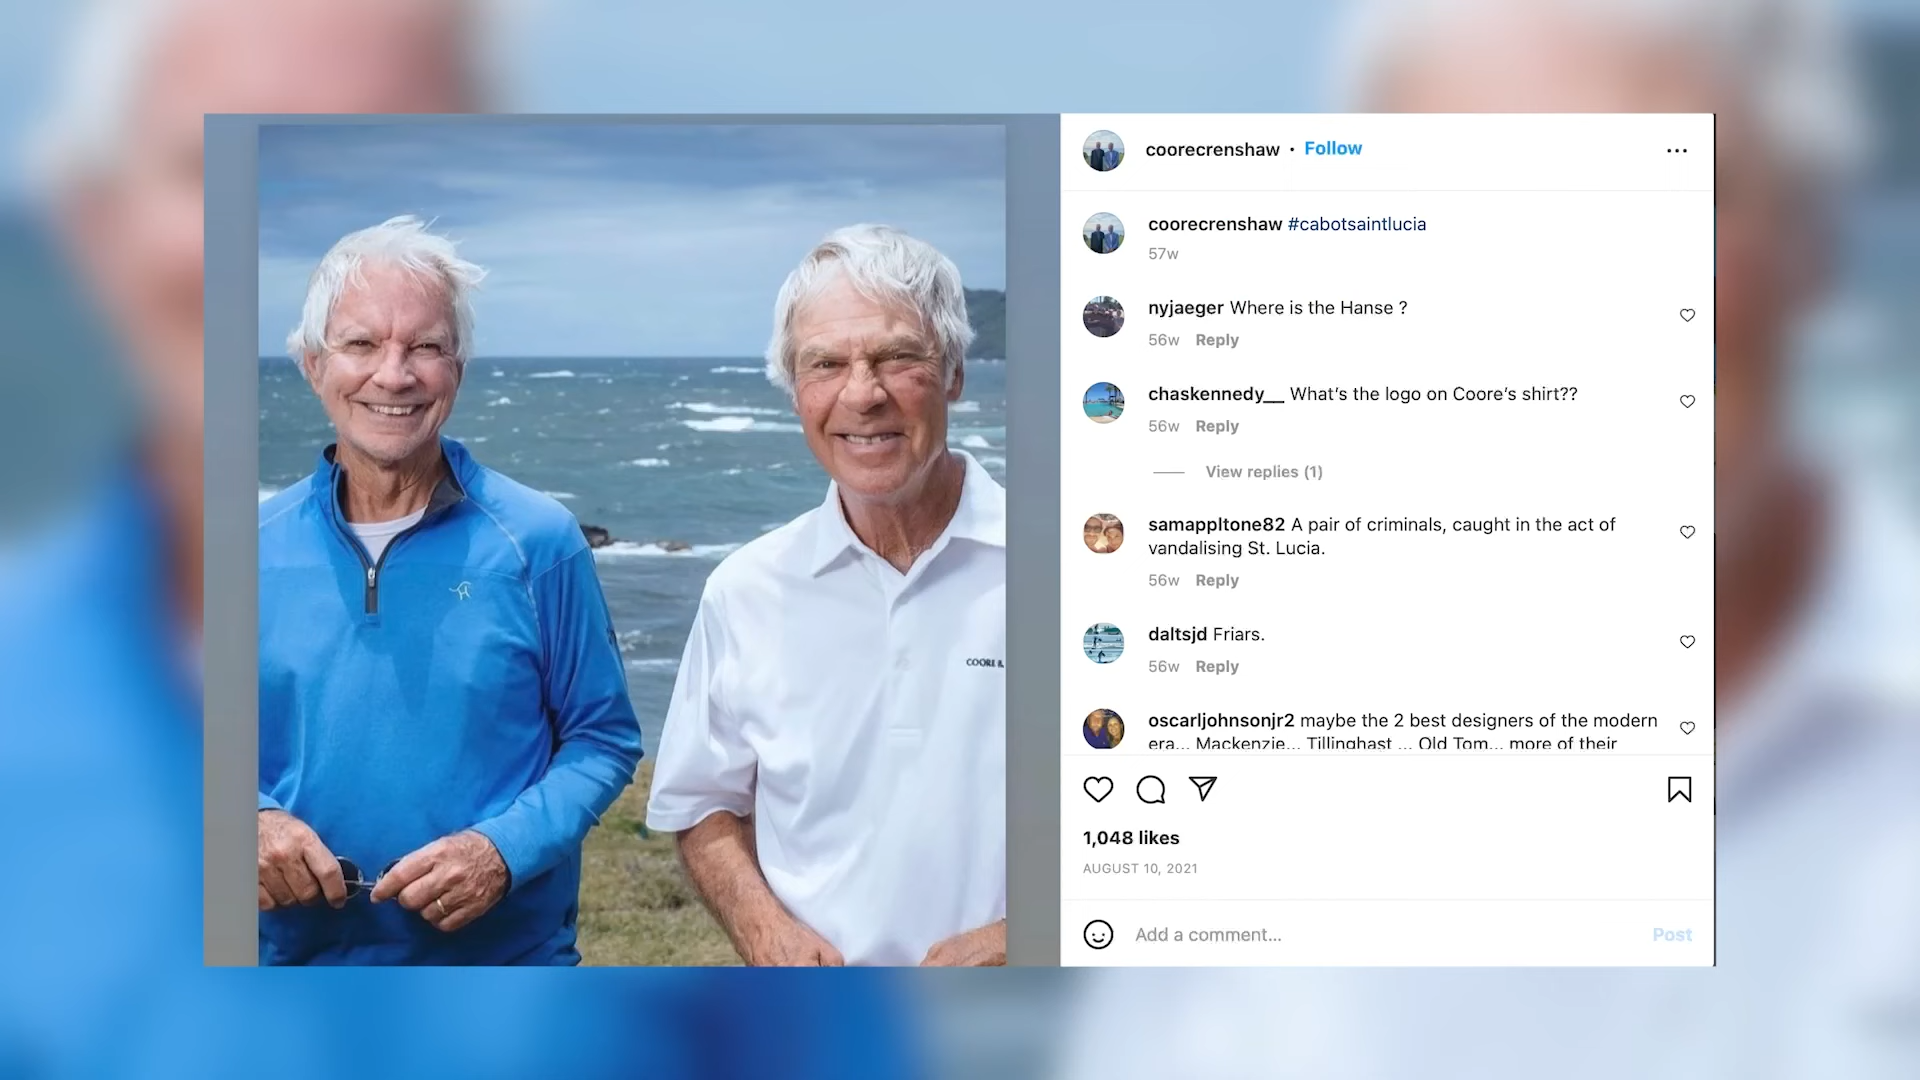 COORE &
coorecrenshaw • Follow
coorecrenshaw #cabotsaintlucia
57w
nyjaeger Where is the Hanse ?
56w Reply
chaskennedy__ What's the logo on Coore's shirt??
56w Reply
View replies (1)
samappltone82 A pair of criminals, caught in the act of
vandalising St. Lucia.
56w Reply
daltsjd Friars.
56w Reply
oscarljohnsonjr2 maybe the 2 best designers of the modern
era... Mackenzie... Tillinghast ... Old Tom... more of their
1,048 likes
AUGUST 10, 2021
Add a comment...
Post